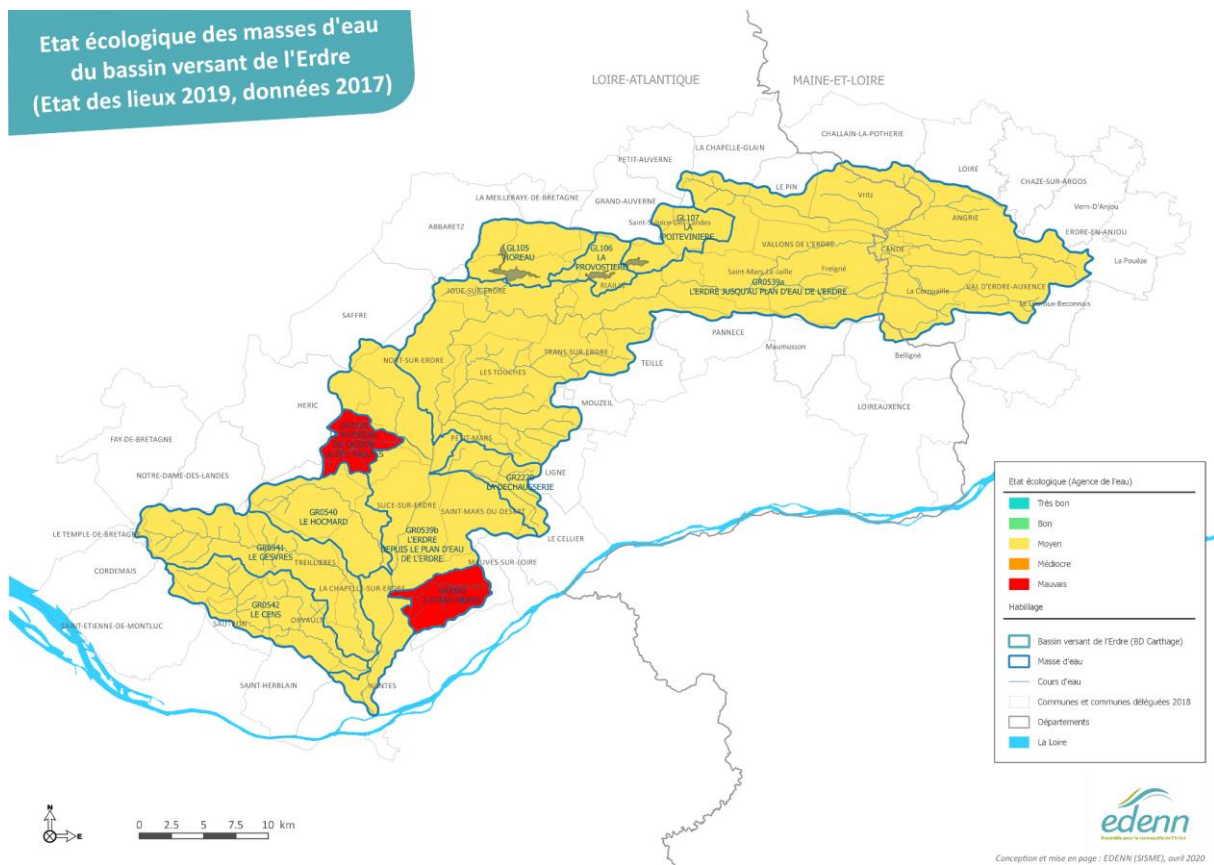 Etat écologique des masses d'eau
du bassin versant de l'Erdre
(Etat des lieux 2019, données 2017)
LOIRE-ATLANTIQUE
MAINE-ET-LOIRE
CHALLAIN-LA-POTHERIE
LA CHAPELLE-GLAIN
PETIT-AUVERNE
LOIRE
LE PIN
CHAZE-SUR-ARGOS
LA MEILLERAYE-DE-BRETAGNE
GRAND-AUVERNE
Vritz
Vern-D'Anjou
ABBARETZ
GL107
LA
POITEVINIERE
ANGRIE
ERDRE-EN-ANJOU
GL105
VIOREAU
GL106
LA
PROVOSTIERE
VALLONS DE L'ERDRE
CANDE
La Pouëze
Saint-Mars-La-Jaille
Freigné
JOUE-SUR-ERDRE
RIAILLE
GR0539a
L'ERDRE JUSQU'AU PLAN D'EAU DE L'ERDRE
La Cornuaille
VAL D'ERDRE-AUXENCE
Le Louroux-Beconnais
SAFFRE
PANNECE
NORT-SUR-ERDRE
TRANS-SUR-ERDRE
Maumusson
Belligné
TEILLE
LES TOUCHES
HERIC
MOUZEIL
LOIREAUXENCE
FAY-DE-BRETAGNE
PETIT-MARS
NOTRE-DAME-DES-LANDES
LIGNE
LA DECHAUSSERIE
SUCE-SUR-ERDRE
SAINT-MARS-DU-DESERT
GR0540
LE HOCMARD
LE TEMPLE-DE-BRETAGNE
GR0539b
L'ERDRE
DEPUIS LE PLAN D'EAU
DE L'ERDRE
LE CELLIER
GR0541
LE GESVRES
TREILLIERES
MAUVES-SUR-LOIRE
CORDEMAIS
LA CHAPELLE-SUR-ERDRE
GR0542
LE CENS
SAINT-ETIENNE-DE-MONTLUC
SAUTRON
ORVAULT
SAINT-HERBLAIN
NANTES
Etat écologique (Agence de l'eau)
Très bon
Bon
Moyen
Médiocre
Mauvais
Habillage
Bassin versant de l'Erdre (BD Carthage)
Masse d'eau
Cours d'eau
Communes et communes déléguées 2018
Départements
La Loire
N
E
0 2.5 5 7.5 10 km
edenn
Conception et mise en page : EDENN (SISME), avril 2020